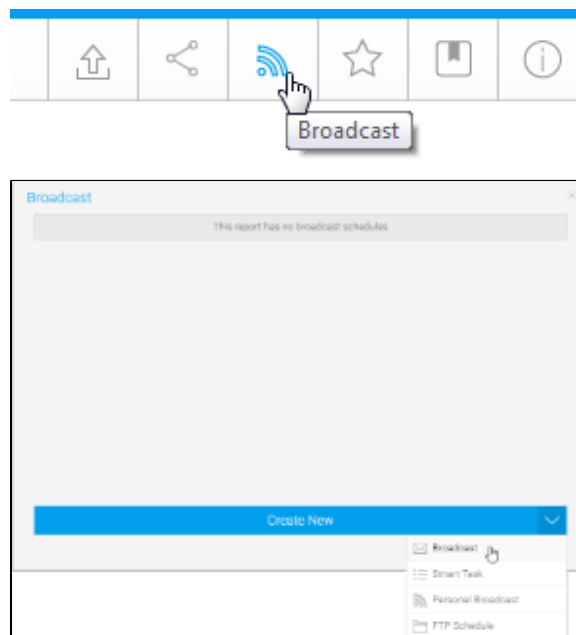 Broadcast
Broadcast
This report has no broadcast schedules
Create New
Broadcast
Smart Task
Personal Broadcast
FTP Schedule